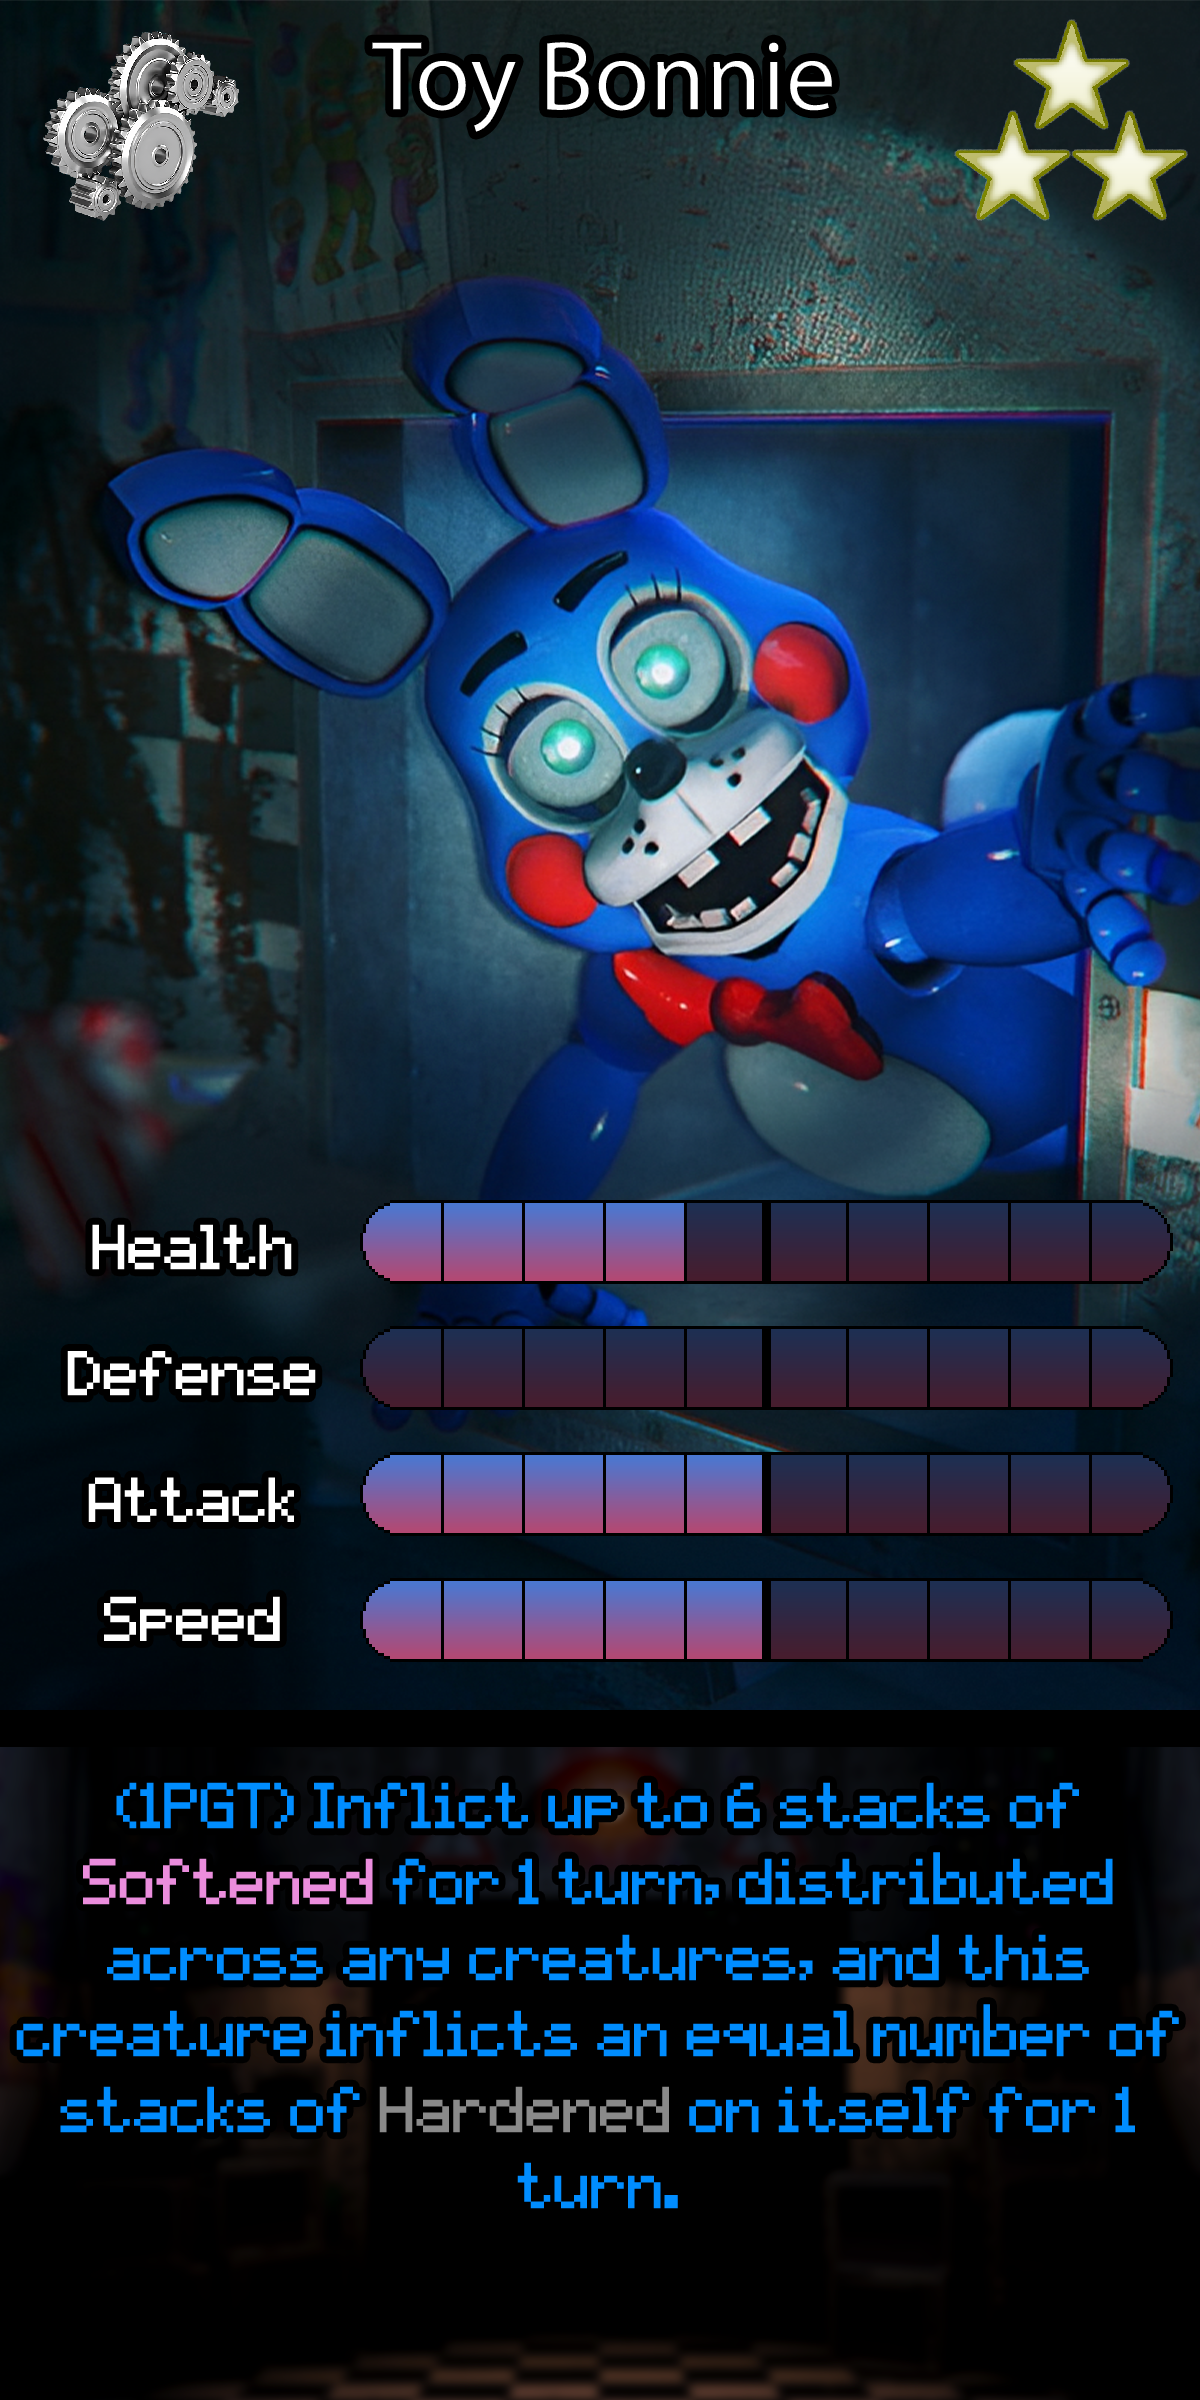 Toy Bonnie
Health
Defense
Attack
Speed
(1PGT) Inflict up to 6 stacks of
Softened for 1 turn, distributed
across any creatures, and this
creature inflicts an equal number of
stacks of Hardened on itself for 1
turn.